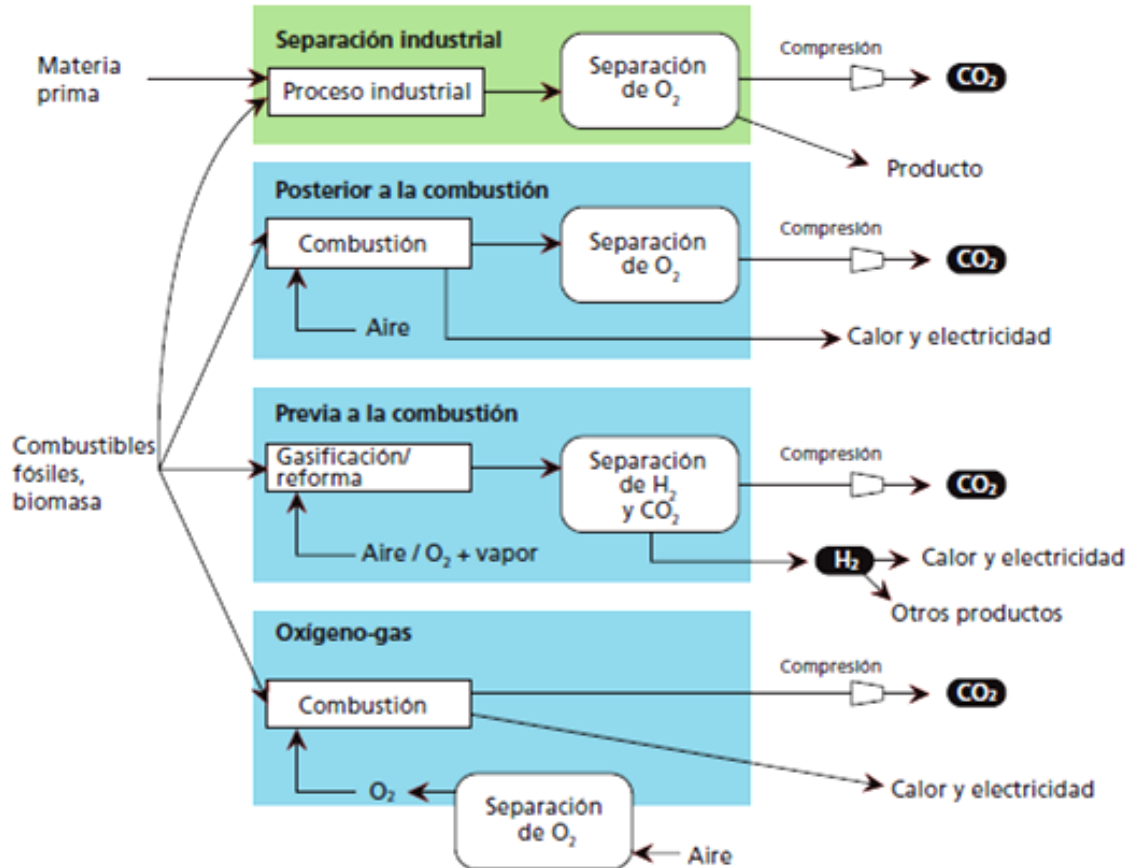 Separación industrial
Materia
prima
Proceso industrial
Separación
de O₂
Compresión
CO₂
Producto
Posterior a la combustión
Combustión
Separación
de O₂
Compresión
CO₂
Aire
Calor y electricidad
Combustibles
fósiles,
biomasa
Previa a la combustión
Gasificación/
reforma
Separación
de H₂
y CO₂
Compresión
CO₂
Aire / O₂ + vapor
H₂
Calor y electricidad
Otros productos
Oxígeno-gas
Combustión
Compresión
CO₂
O₂
Separación
de O₂
Aire
Calor y electricidad